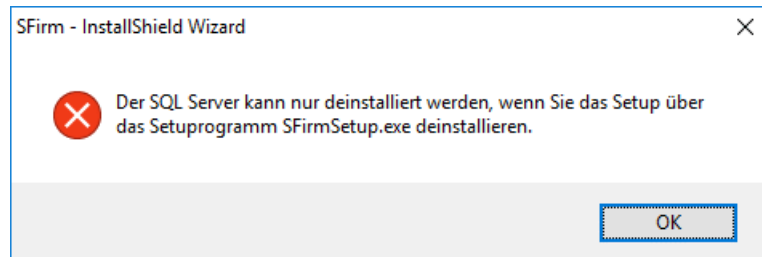 SFirm - InstallShield Wizard
Der SQL Server kann nur deinstalliert werden, wenn Sie das Setup über
das Setuprogramm SFirmSetup.exe deinstallieren.
OK